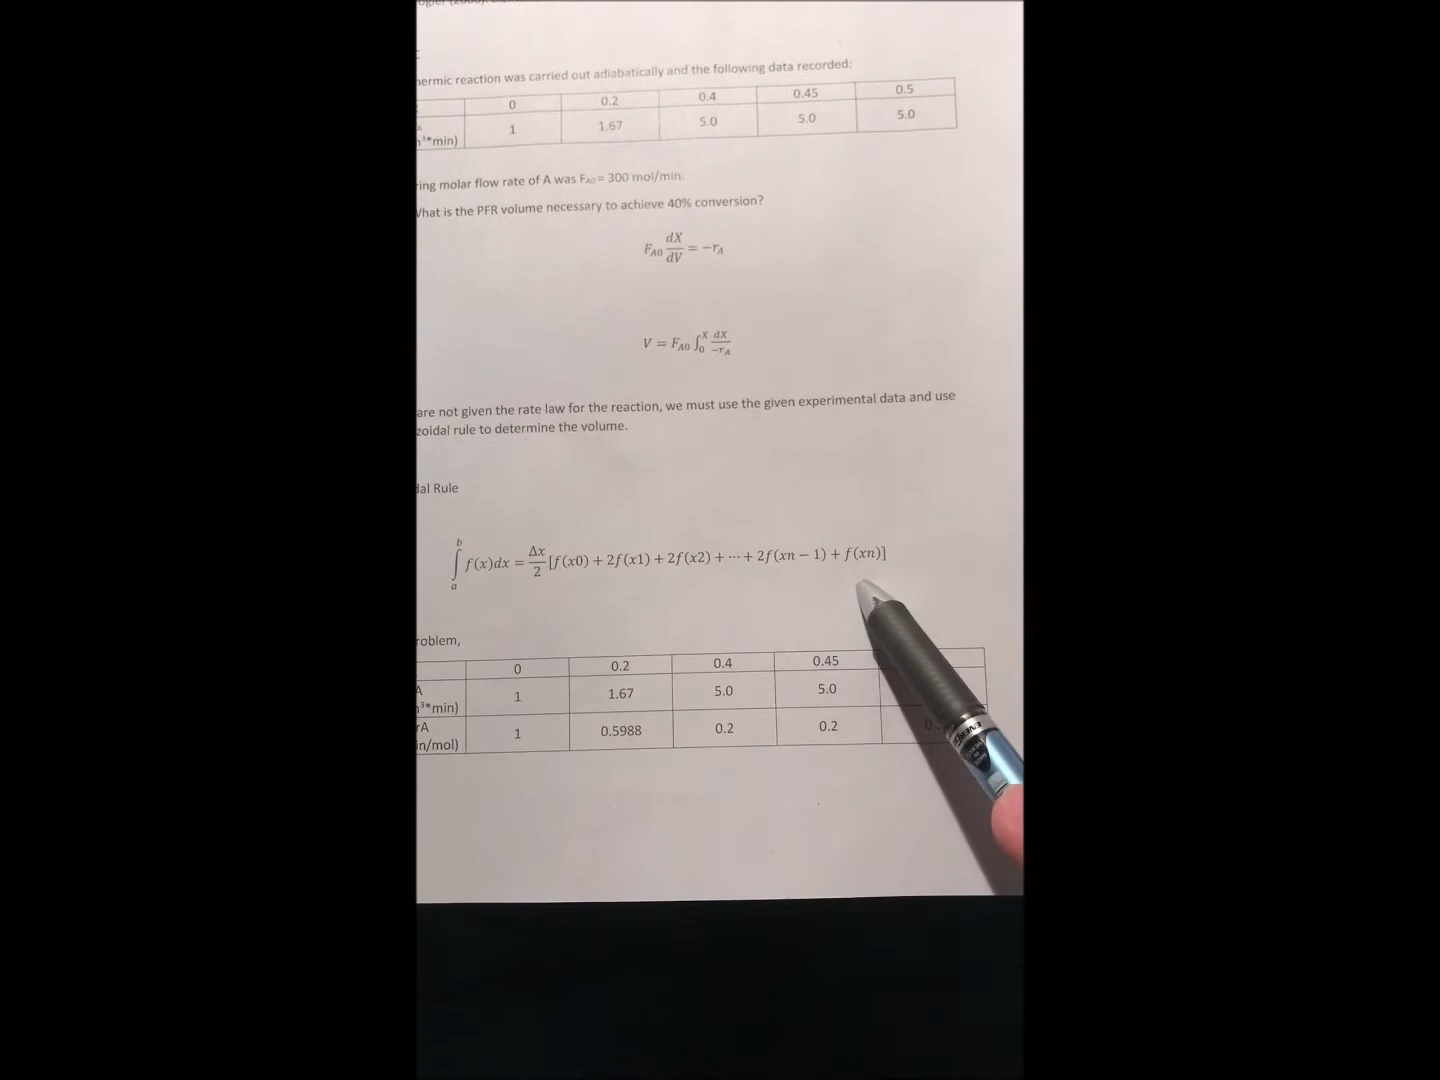 hermic reaction was carried out adiabatically and the following data recorded:
0 0.2 0.4 0.45 0.5
A 1 1.67 5.0 5.0 5.0
³*min)
ring molar flow rate of A was F_A0= 300 mol/min.
What is the PFR volume necessary to achieve 40% conversion?
F_A0 dX/dV = −r_A
V = F_A0 ∫_0^X dX/−r_A
are not given the rate law for the reaction, we must use the given experimental data and use
zoidal rule to determine the volume.
dal Rule
∫_a^b f(x)dx = Δx/2 [f(x0) + 2f(x1) + 2f(x2) + ⋯ + 2f(xn − 1) + f(xn)]
roblem,
0 0.2 0.4 0.45
A 1 1.67 5.0 5.0
³*min)
rA 1 0.5988 0.2 0.2
in/mol)